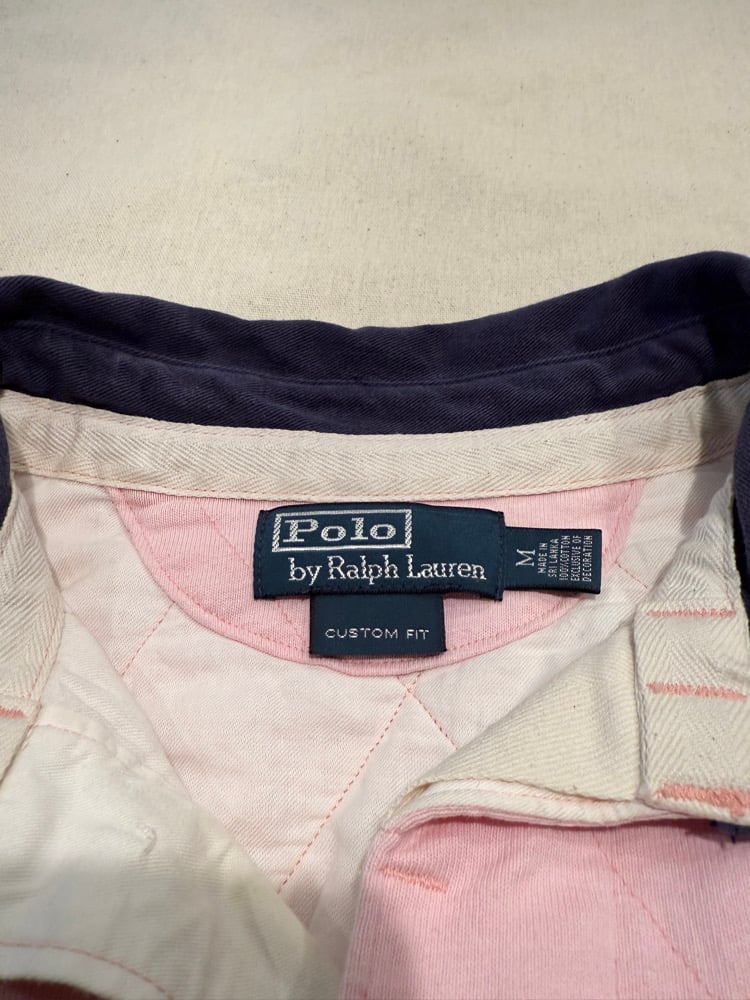 Polo
by Ralph Lauren
M
MADE IN
SRI LANKA
100% COTTON
EXCLUSIVE OF
DECORATION
CUSTOM FIT